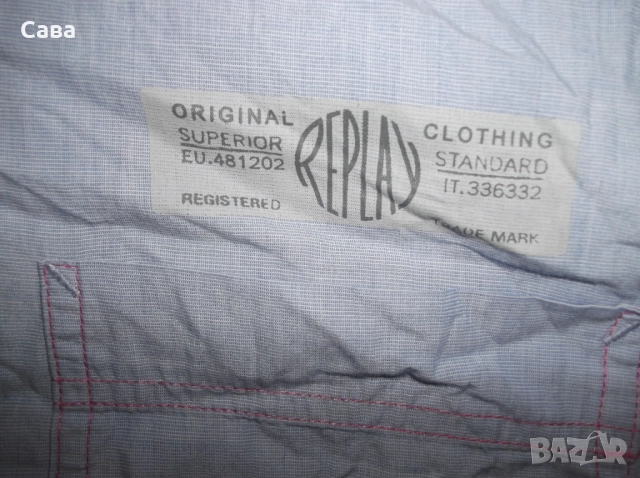 Сава
ORIGINAL
SUPERIOR
EU.481202
REGISTERED
REPLAY
CLOTHING
STANDARD
IT.336332
TRADE MARK
BAZAR